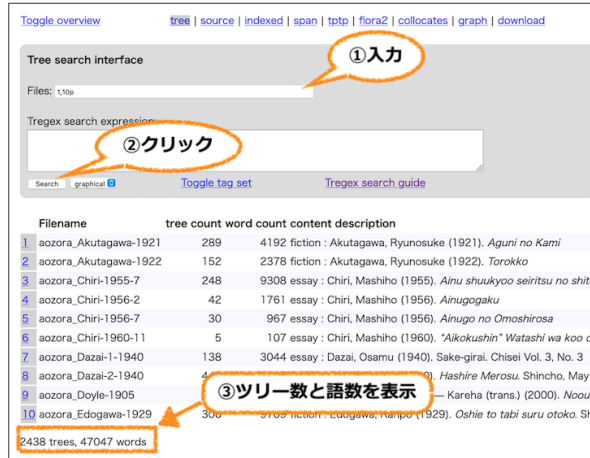 Toggle overview tree | source | indexed | span | tptp | flora2 | collocates | graph | download
Tree search interface
①入力
Files: 1,10p
Tregex search expression:
②クリック
Search graphical Toggle tag set Tregex search guide
Filename tree count word count content description
1 aozora_Akutagawa-1921 289 4192 fiction : Akutagawa, Ryunosuke (1921). Aguni no Kami
2 aozora_Akutagawa-1922 152 2378 fiction : Akutagawa, Ryunosuke (1922). Torokko
3 aozora_Chiri-1955-7 248 9308 essay : Chiri, Mashiho (1955). Ainu shuukyoo seiritsu no shit
4 aozora_Chiri-1956-2 42 1761 essay : Chiri, Mashiho (1956). Ainugogaku
5 aozora_Chiri-1956-7 30 967 essay : Chiri, Mashiho (1956). Ainugo no Omoshirosa
6 aozora_Chiri-1960-11 5 107 essay : Chiri, Mashiho (1960). "Aikokushin" Watashi wa koo
7 aozora_Dazai-1-1940 138 3044 essay : Dazai, Osamu (1940). Sake-girai. Chisei Vol. 3, No. 3
8 aozora_Dazai-2-1940 Hashire Merosu. Shincho, May
③ツリー数と語数を表示
9 aozora_Doyle-1905 — Kareha (trans.) (2000). Noou
10 aozora_Edogawa-1929 306 9709 fiction : Edogawa, Ranpo (1929). Oshie to tabi suru otoko. Sh
2438 trees, 47047 words